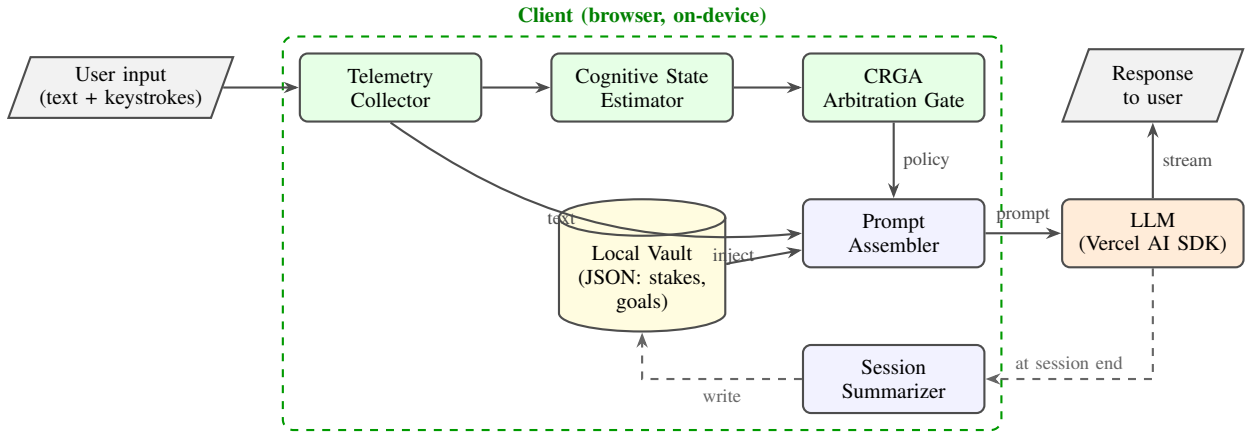 Client (browser, on-device)
User input
(text + keystrokes)
Telemetry
Collector
Cognitive State
Estimator
CRGA
Arbitration Gate
Response
to user
policy
stream
text
Prompt
Assembler
prompt
LLM
(Vercel AI SDK)
inject
Local Vault
(JSON: stakes,
goals)
Session
Summarizer
at session end
write